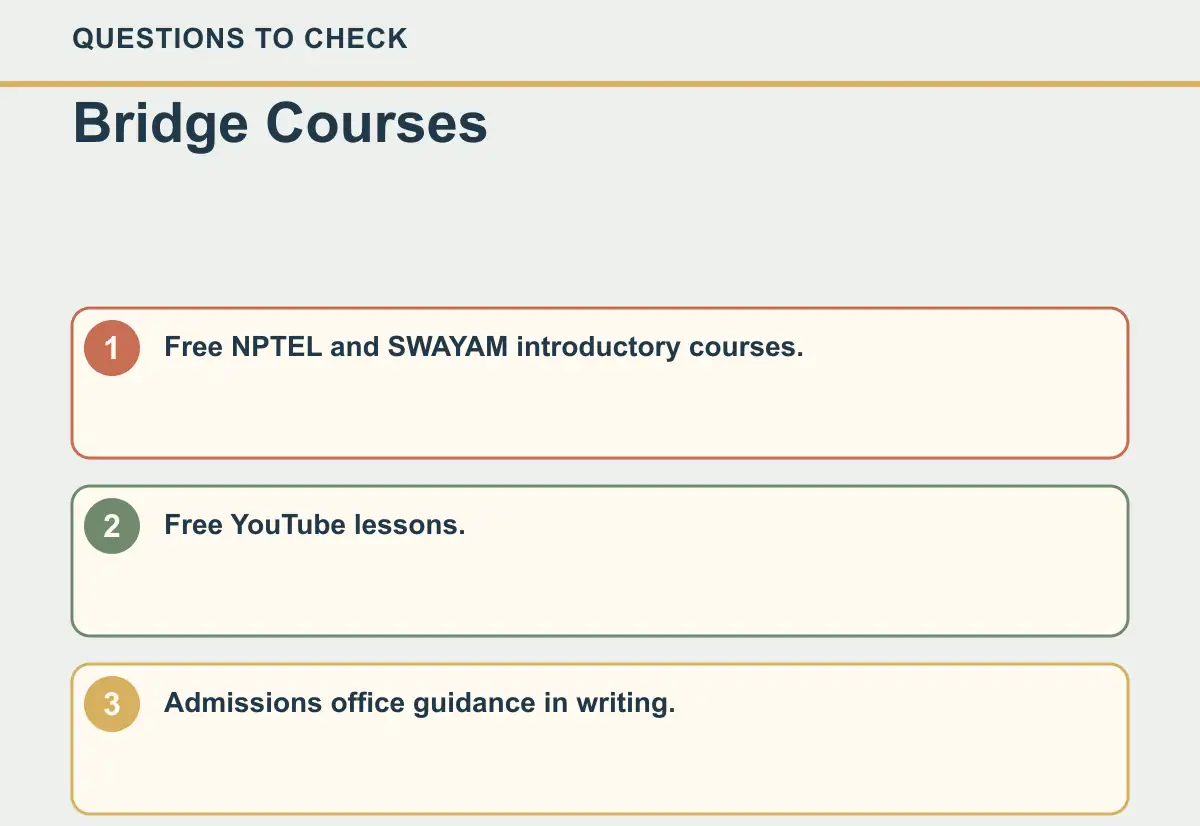 QUESTIONS TO CHECK
Bridge Courses
1 Free NPTEL and SWAYAM introductory courses.
2 Free YouTube lessons.
3 Admissions office guidance in writing.